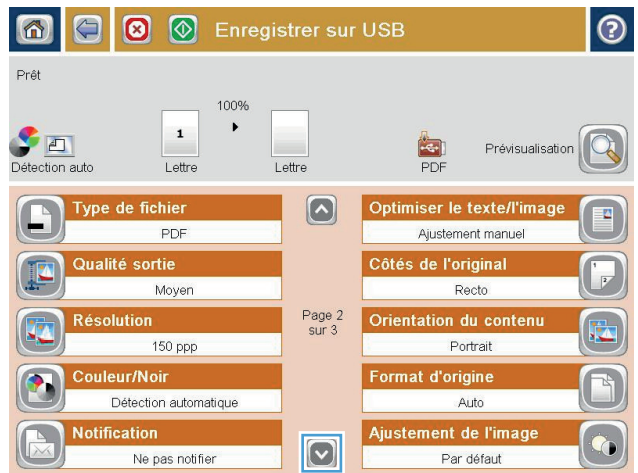 Enregistrer sur USB
?
Prêt
100%
1
Détection auto
Lettre
Lettre
PDF
Prévisualisation
Type de fichier
PDF
Qualité sortie
Moyen
Résolution
150 ppp
Couleur/Noir
Détection automatique
Notification
Ne pas notifier
Page 2
sur 3
Optimiser le texte/l'image
Ajustement manuel
Côtés de l'original
Recto
1
2
Orientation du contenu
Portrait
Format d'origine
Auto
Ajustement de l'image
Par défaut